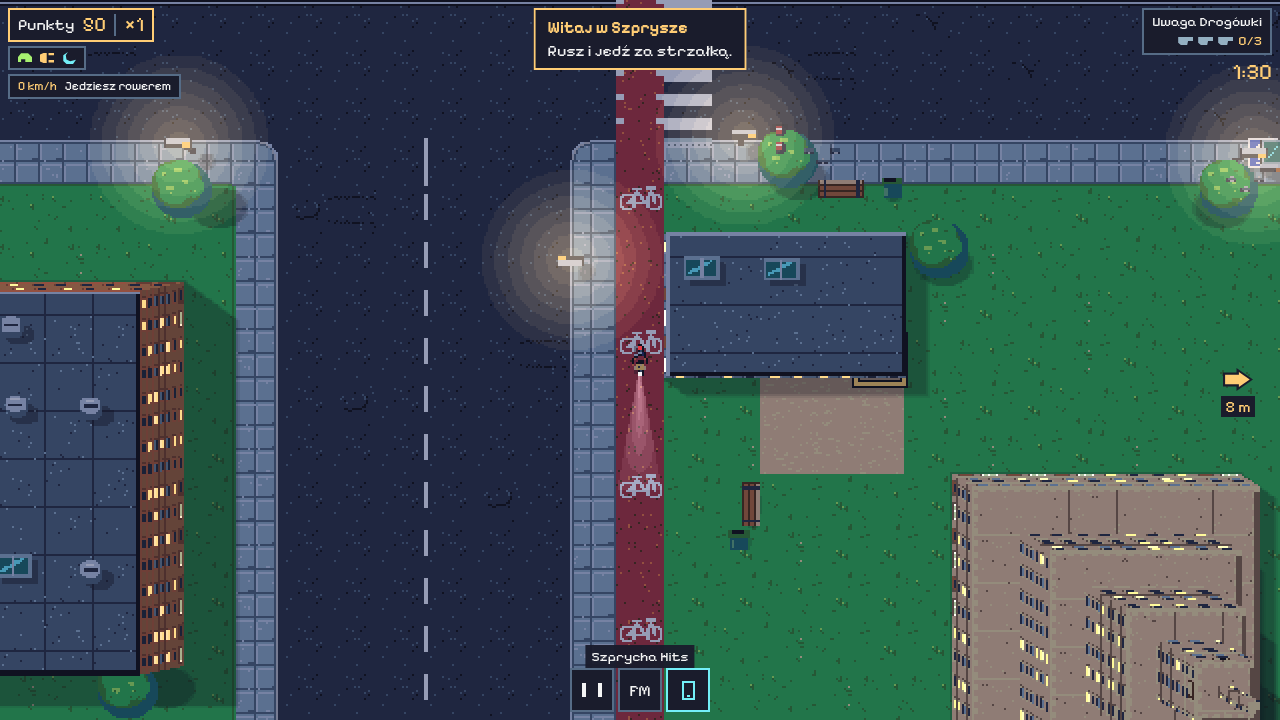 Punkty 80 ×1
0 km/h Jedziesz rowerem
Witaj w Szprysze
Rusz i jedź za strzałką.
Uwaga Drogówki
0/3
1:30
8 m
Szprycha Hits
FM